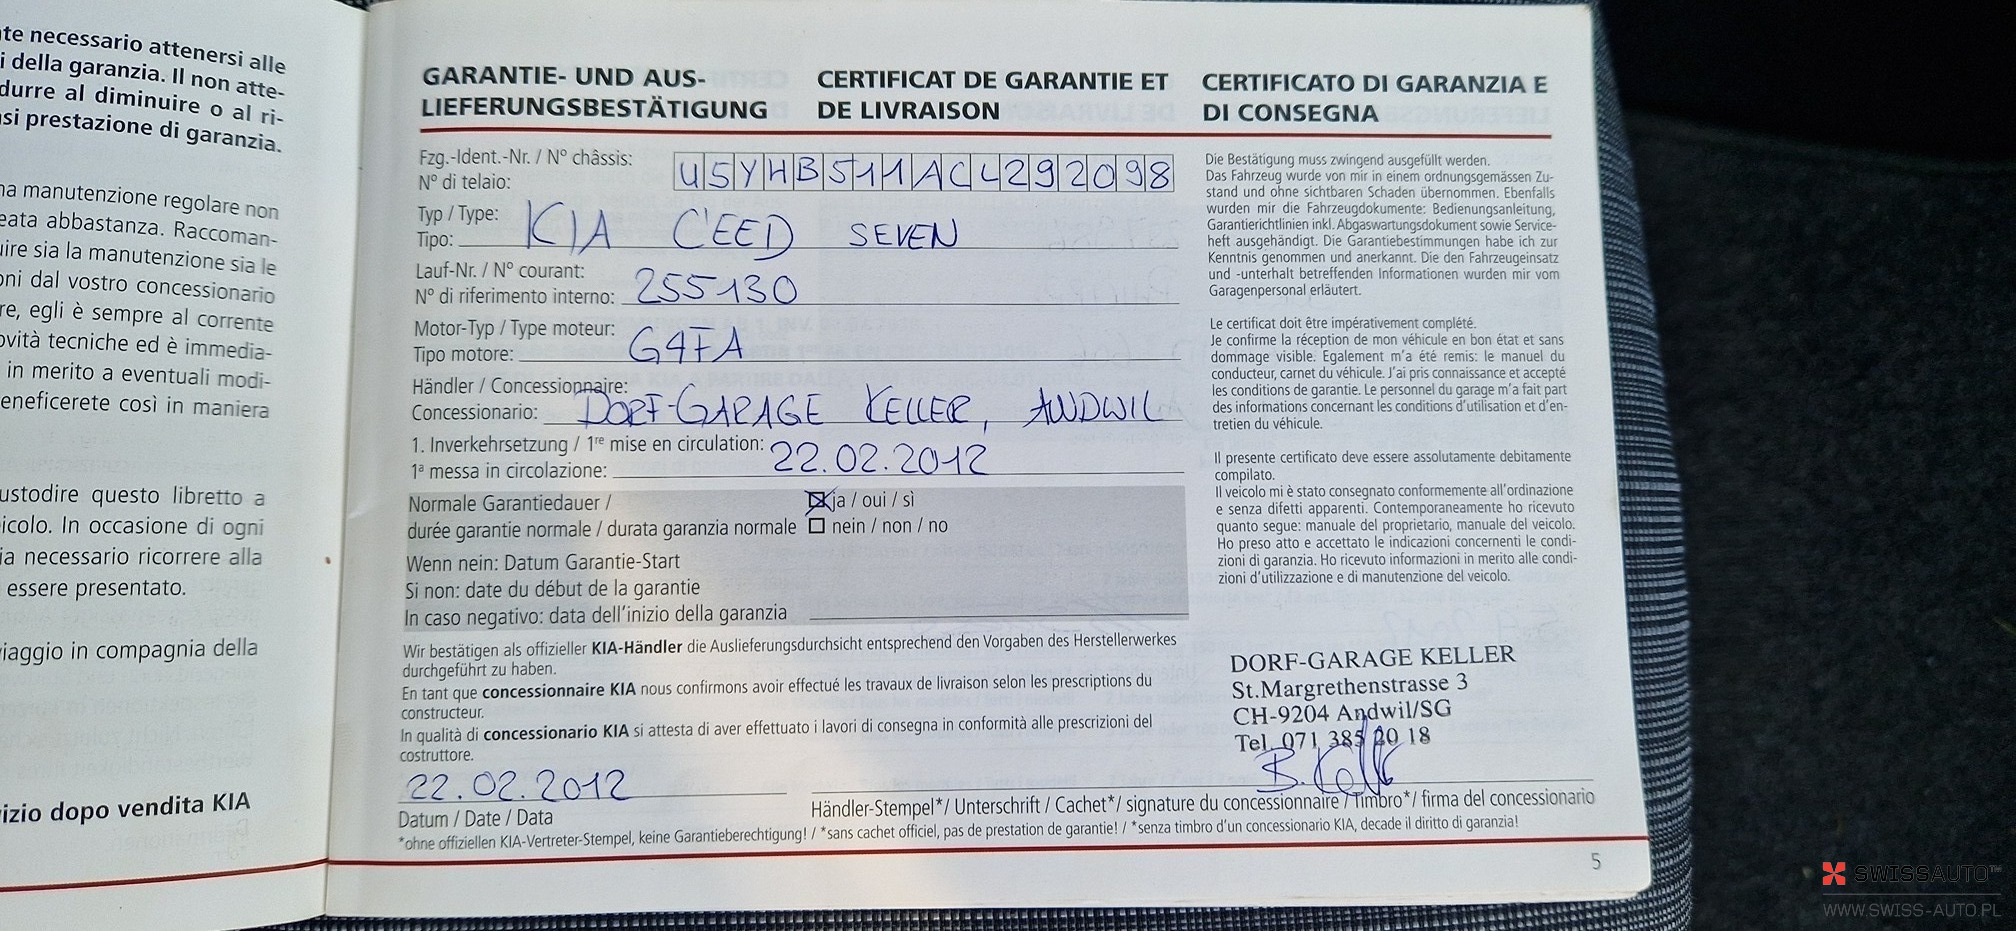 te necessario attenersi alle
i della garanzia. Il non atte-
durre al diminuire o al ri-
si prestazione di garanzia.
na manutenzione regolare non
eata abbastanza. Raccoman-
uire sia la manutenzione sia le
oni dal vostro concessionario
re, egli è sempre al corrente
ovità tecniche ed è immedia-
in merito a eventuali modi-
eneficerete così in maniera
ustodire questo libretto a
icolo. In occasione di ogni
ia necessario ricorrere alla
essere presentato.
iaggio in compagnia della
izio dopo vendita KIA
GARANTIE- UND AUS-
LIEFERUNGSBESTÄTIGUNG
CERTIFICAT DE GARANTIE ET
DE LIVRAISON
CERTIFICATO DI GARANZIA E
DI CONSEGNA
Fzg.-Ident.-Nr. / N° châssis:
N° di telaio: U5YHB511ACL292098
Typ / Type:
Tipo: KIA C'EED SEVEN
Lauf-Nr. / N° courant:
N° di riferimento interno: 255130
Motor-Typ / Type moteur:
Tipo motore: G4FA
Händler / Concessionnaire:
Concessionario: DORF-GARAGE KELLER, ANDWIL
1. Inverkehrsetzung / 1re mise en circulation:
1a messa in circolazione: 22.02.2012
Normale Garantiedauer / ja / oui / sì
durée garantie normale / durata garanzia normale nein / non / no
Wenn nein: Datum Garantie-Start
Si non: date du début de la garantie
In caso negativo: data dell'inizio della garanzia
Wir bestätigen als offizieller KIA-Händler die Auslieferungsdurchsicht entsprechend den Vorgaben des Herstellerwerkes
durchgeführt zu haben.
En tant que concessionnaire KIA nous confirmons avoir effectué les travaux de livraison selon les prescriptions du
constructeur.
In qualità di concessionario KIA si attesta di aver effettuato i lavori di consegna in conformità alle prescrizioni del
costruttore.
22.02.2012
Datum / Date / Data
Die Bestätigung muss zwingend ausgefüllt werden.
Das Fahrzeug wurde von mir in einem ordnungsgemässen Zu-
stand und ohne sichtbaren Schaden übernommen. Ebenfalls
wurden mir die Fahrzeugdokumente: Bedienungsanleitung,
Garantierichtlinien inkl. Abgaswartungsdokument sowie Service-
heft ausgehändigt. Die Garantiebestimmungen habe ich zur
Kenntnis genommen und anerkannt. Die den Fahrzeugeinsatz
und -unterhalt betreffenden Informationen wurden mir vom
Garagenpersonal erläutert.
Le certificat doit être impérativement complété.
Je confirme la réception de mon véhicule en bon état et sans
dommage visible. Egalement m'a été remis: le manuel du
conducteur, carnet du véhicule. J'ai pris connaissance et accepté
les conditions de garantie. Le personnel du garage m'a fait part
des informations concernant les conditions d'utilisation et d'en-
tretien du véhicule.
Il presente certificato deve essere assolutamente debitamente
compilato.
Il veicolo mi è stato consegnato conformemente all'ordinazione
e senza difetti apparenti. Contemporaneamente ho ricevuto
quanto segue: manuale del proprietario, manuale del veicolo.
Ho preso atto e accettato le indicazioni concernenti le condi-
zioni di garanzia. Ho ricevuto informazioni in merito alle condi-
zioni d'utilizzazione e di manutenzione del veicolo.
DORF-GARAGE KELLER
St.Margrethenstrasse 3
CH-9204 Andwil/SG
Tel. 071 385 20 18
B. Keller
Händler-Stempel*/ Unterschrift / Cachet*/ signature du concessionnaire / Timbro*/ firma del concessionario
*ohne offiziellen KIA-Vertreter-Stempel, keine Garantieberechtigung! / *sans cachet officiel, pas de prestation de garantie! / *senza timbro d'un concessionario KIA, decade il diritto di garanzia!
5
SWISSAUTO
WWW.SWISS-AUTO.PL